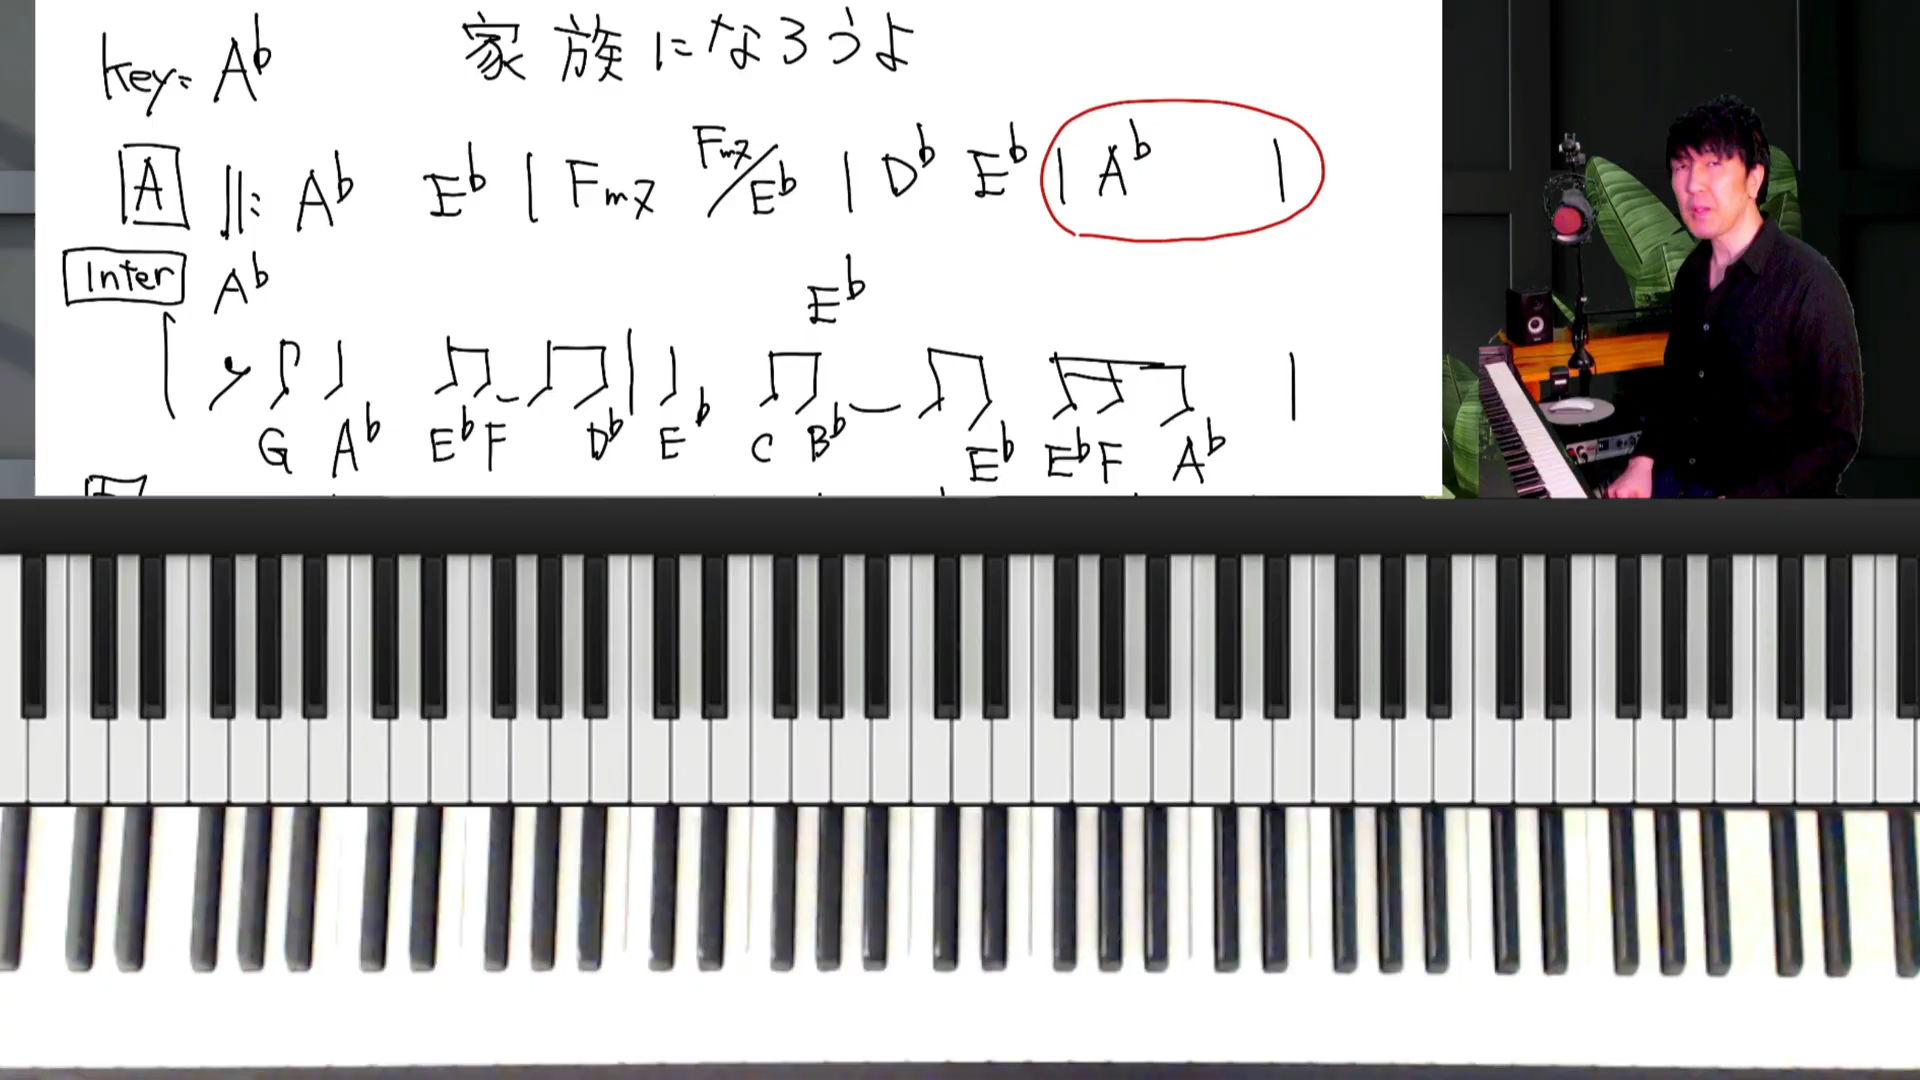 key= A♭ 家族になろうよ
A A♭ E♭ | Fm7 Fm7/E♭ | D♭ E♭ | A♭ |
Inter A♭ E♭
G A♭ E♭ F D♭ E♭ C B♭ E♭ E♭ F A♭